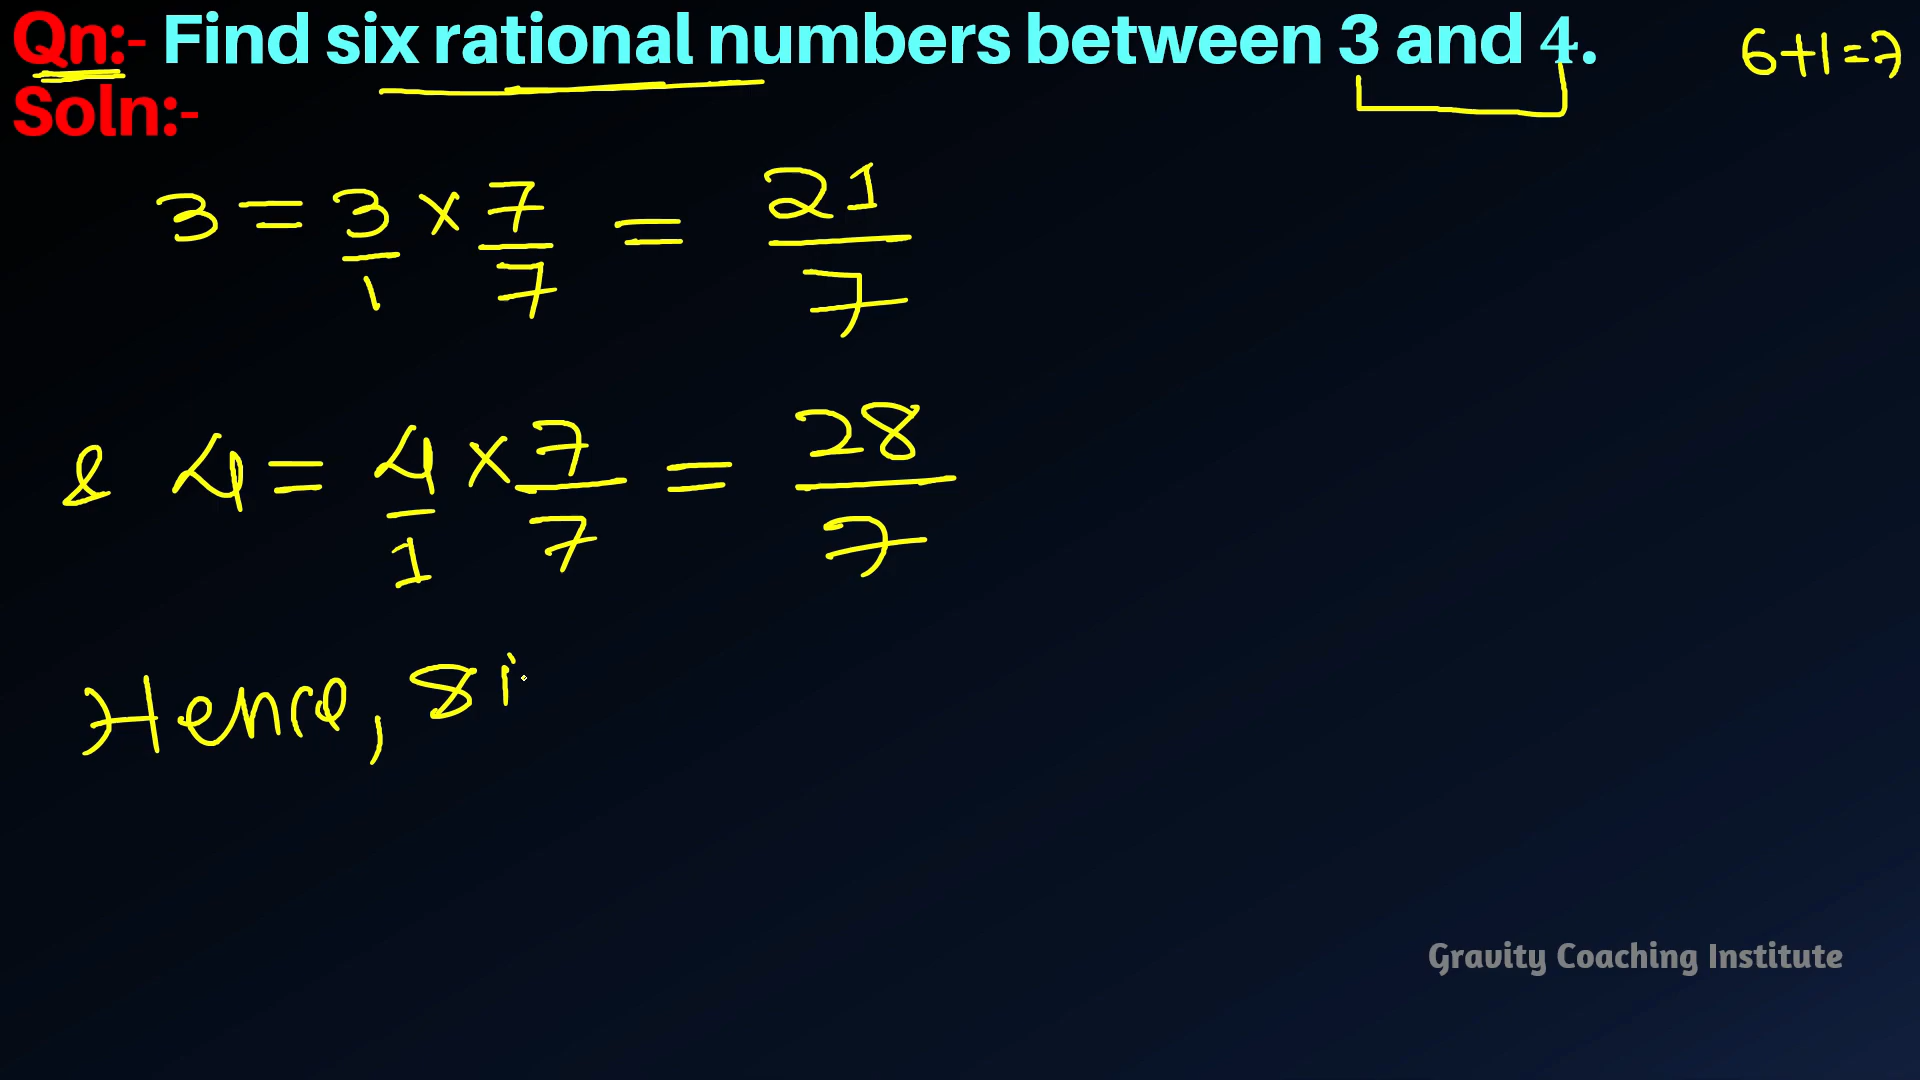 Qn:- Find six rational numbers between 3 and 4. 6+1=7
Soln:-
3 = 3/1 × 7/7 = 21/7
& 4 = 4/1 × 7/7 = 28/7
Hence, si
Gravity Coaching Institute